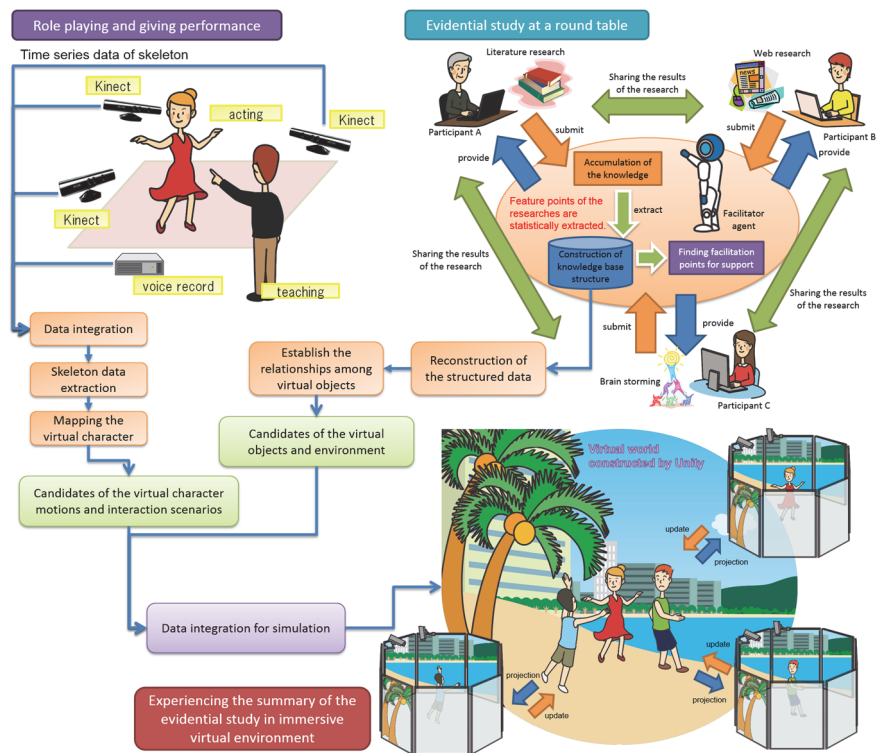 Role playing and giving performance
Time series data of skeleton
Kinect
acting
Kinect
Kinect
voice record
teaching
Data integration
Skeleton data
extraction
Mapping the
virtual character
Candidates of the virtual character
motions and interaction scenarios
Evidential study at a round table
Literature research
Web research
NEWS
Sharing the results
of the research
Participant A
Participant B
submit
submit
provide
provide
Accumulation of
the knowledge
Feature points of the
researches are
statistically extracted.
extract
Facilitator
agent
Construction of
knowledge base
structure
Finding facilitation
points for support
Sharing the results
of the research
Sharing the results
of the research
submit
provide
Brain storming
Participant C
Reconstruction of
the structured data
Establish the
relationships among
virtual objects
Candidates of the virtual
objects and environment
Data integration for simulation
Virtual world
constructed by Unity
update
projection
update
projection
projection
update
Experiencing the summary of the
evidential study in immersive
virtual environment